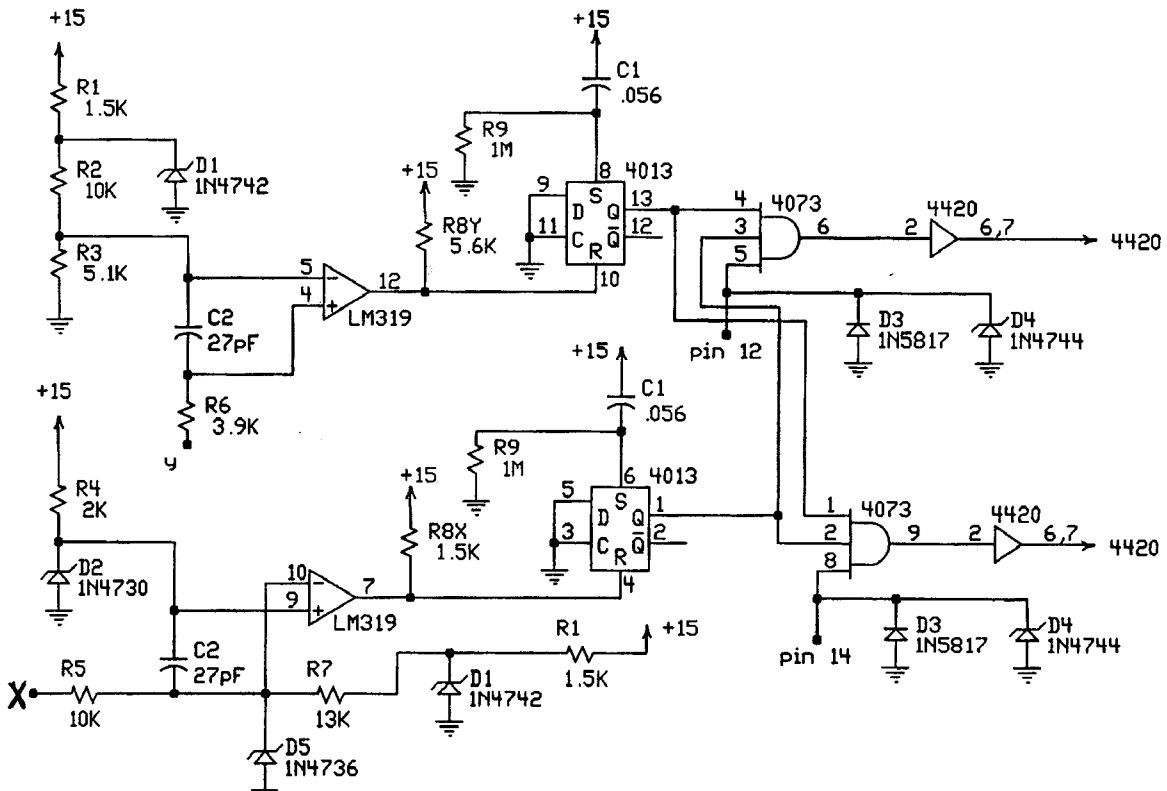 +15
R1
1.5K
R2
10K
D1
1N4742
R3
5.1K
C2
27pF
R6
3.9K
y
5
4
12
LM319
+15
R8Y
5.6K
+15
C1
.056
R9
1M
4013
8
S
9
D
Q
13
11
C
Q
12
R
10
4
3
5
4073
6
2
4420
6,7
4420
pin 12
D3
1N5817
D4
1N4744
+15
R4
2K
D2
1N4730
10
9
7
LM319
+15
R8X
1.5K
+15
C1
.056
R9
1M
4013
6
S
5
D
Q
1
3
C
Q
2
R
4
1
2
8
4073
9
2
4420
6,7
4420
pin 14
D3
1N5817
D4
1N4744
X
R5
10K
C2
27pF
R7
13K
D5
1N4736
D1
1N4742
R1
1.5K
+15